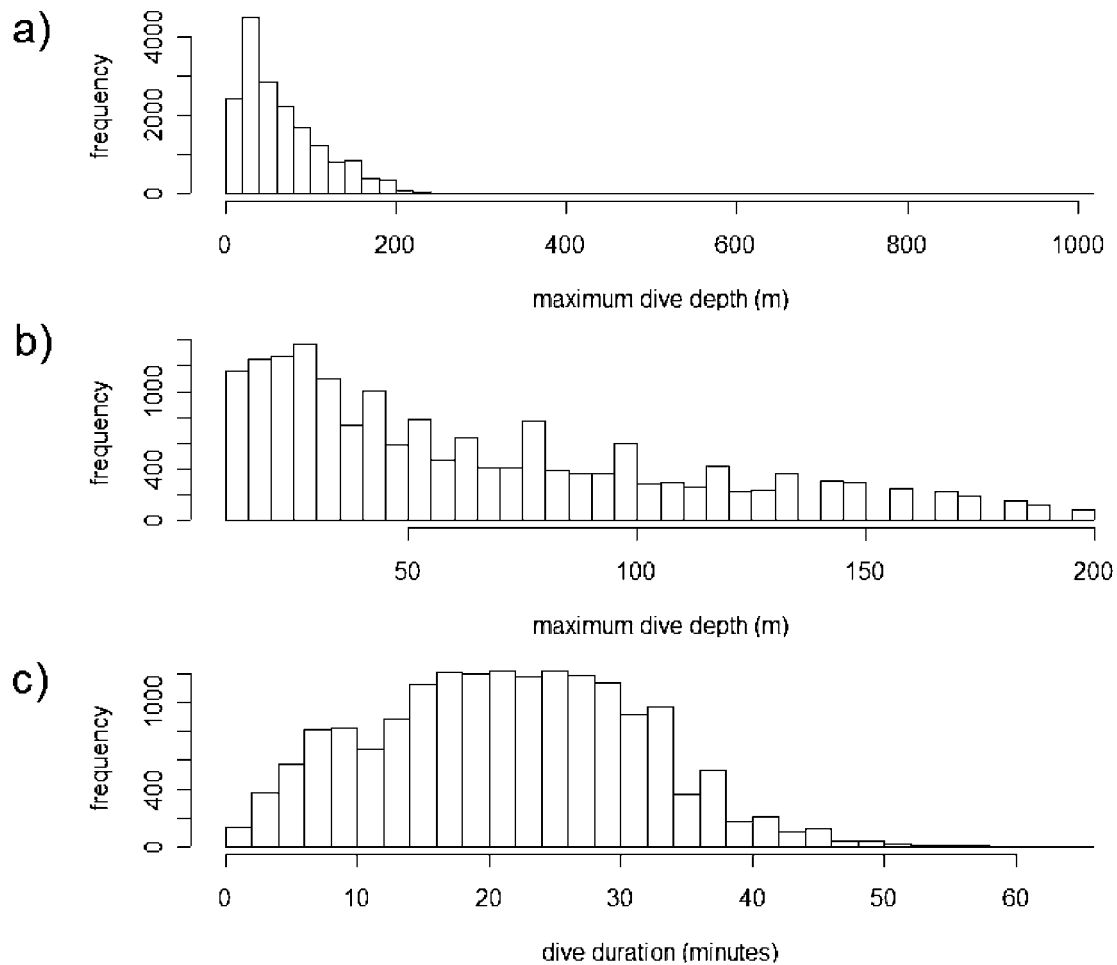 a)
frequency
4000
2000
0
0 200 400 600 800 1000
maximum dive depth (m)
b)
frequency
1000
400
0
50 100 150 200
maximum dive depth (m)
c)
frequency
1000
400
0
0 10 20 30 40 50 60
dive duration (minutes)